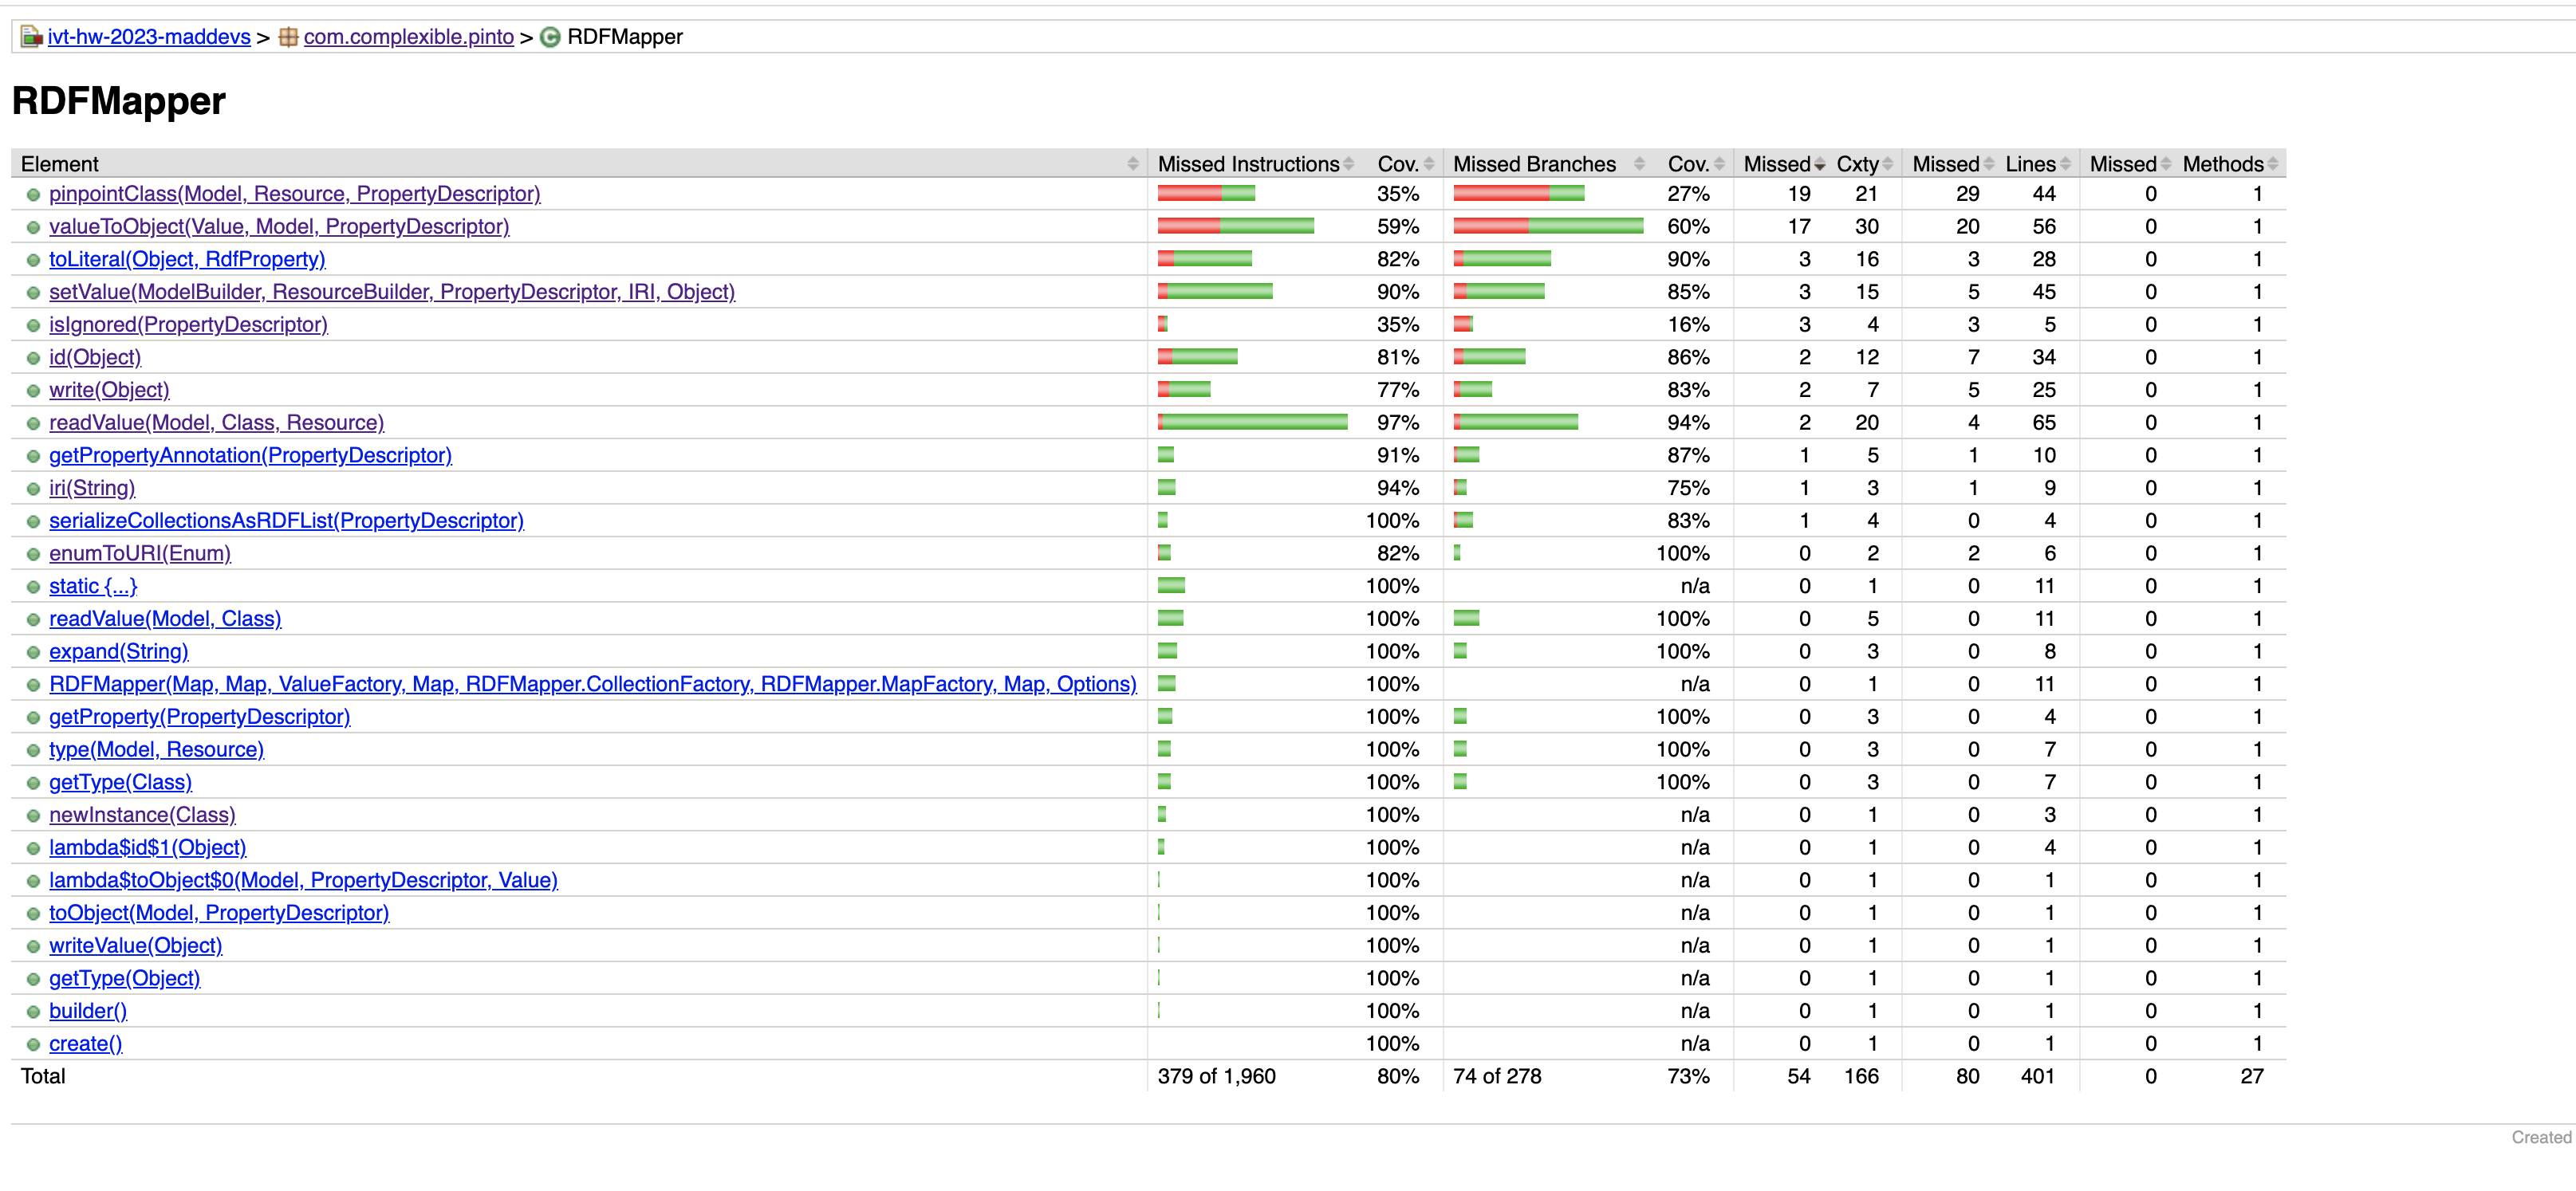 ivt-hw-2023-maddevs > com.complexible.pinto > RDFMapper
RDFMapper
Element Missed Instructions Cov. Missed Branches Cov. Missed Cxty Missed Lines Missed Methods
pinpointClass(Model, Resource, PropertyDescriptor) 35% 27% 19 21 29 44 0 1
valueToObject(Value, Model, PropertyDescriptor) 59% 60% 17 30 20 56 0 1
toLiteral(Object, RdfProperty) 82% 90% 3 16 3 28 0 1
setValue(ModelBuilder, ResourceBuilder, PropertyDescriptor, IRI, Object) 90% 85% 3 15 5 45 0 1
isIgnored(PropertyDescriptor) 35% 16% 3 4 3 5 0 1
id(Object) 81% 86% 2 12 7 34 0 1
write(Object) 77% 83% 2 7 5 25 0 1
readValue(Model, Class, Resource) 97% 94% 2 20 4 65 0 1
getPropertyAnnotation(PropertyDescriptor) 91% 87% 1 5 1 10 0 1
iri(String) 94% 75% 1 3 1 9 0 1
serializeCollectionsAsRDFList(PropertyDescriptor) 100% 83% 1 4 0 4 0 1
enumToURI(Enum) 82% 100% 0 2 2 6 0 1
static {...} 100% n/a 0 1 0 11 0 1
readValue(Model, Class) 100% 100% 0 5 0 11 0 1
expand(String) 100% 100% 0 3 0 8 0 1
RDFMapper(Map, Map, ValueFactory, Map, RDFMapper.CollectionFactory, RDFMapper.MapFactory, Map, Options) 100% n/a 0 1 0 11 0 1
getProperty(PropertyDescriptor) 100% 100% 0 3 0 4 0 1
type(Model, Resource) 100% 100% 0 3 0 7 0 1
getType(Class) 100% 100% 0 3 0 7 0 1
newInstance(Class) 100% n/a 0 1 0 3 0 1
lambda$id$1(Object) 100% n/a 0 1 0 4 0 1
lambda$toObject$0(Model, PropertyDescriptor, Value) 100% n/a 0 1 0 1 0 1
toObject(Model, PropertyDescriptor) 100% n/a 0 1 0 1 0 1
writeValue(Object) 100% n/a 0 1 0 1 0 1
getType(Object) 100% n/a 0 1 0 1 0 1
builder() 100% n/a 0 1 0 1 0 1
create() 100% n/a 0 1 0 1 0 1
Total 379 of 1,960 80% 74 of 278 73% 54 166 80 401 0 27
Created